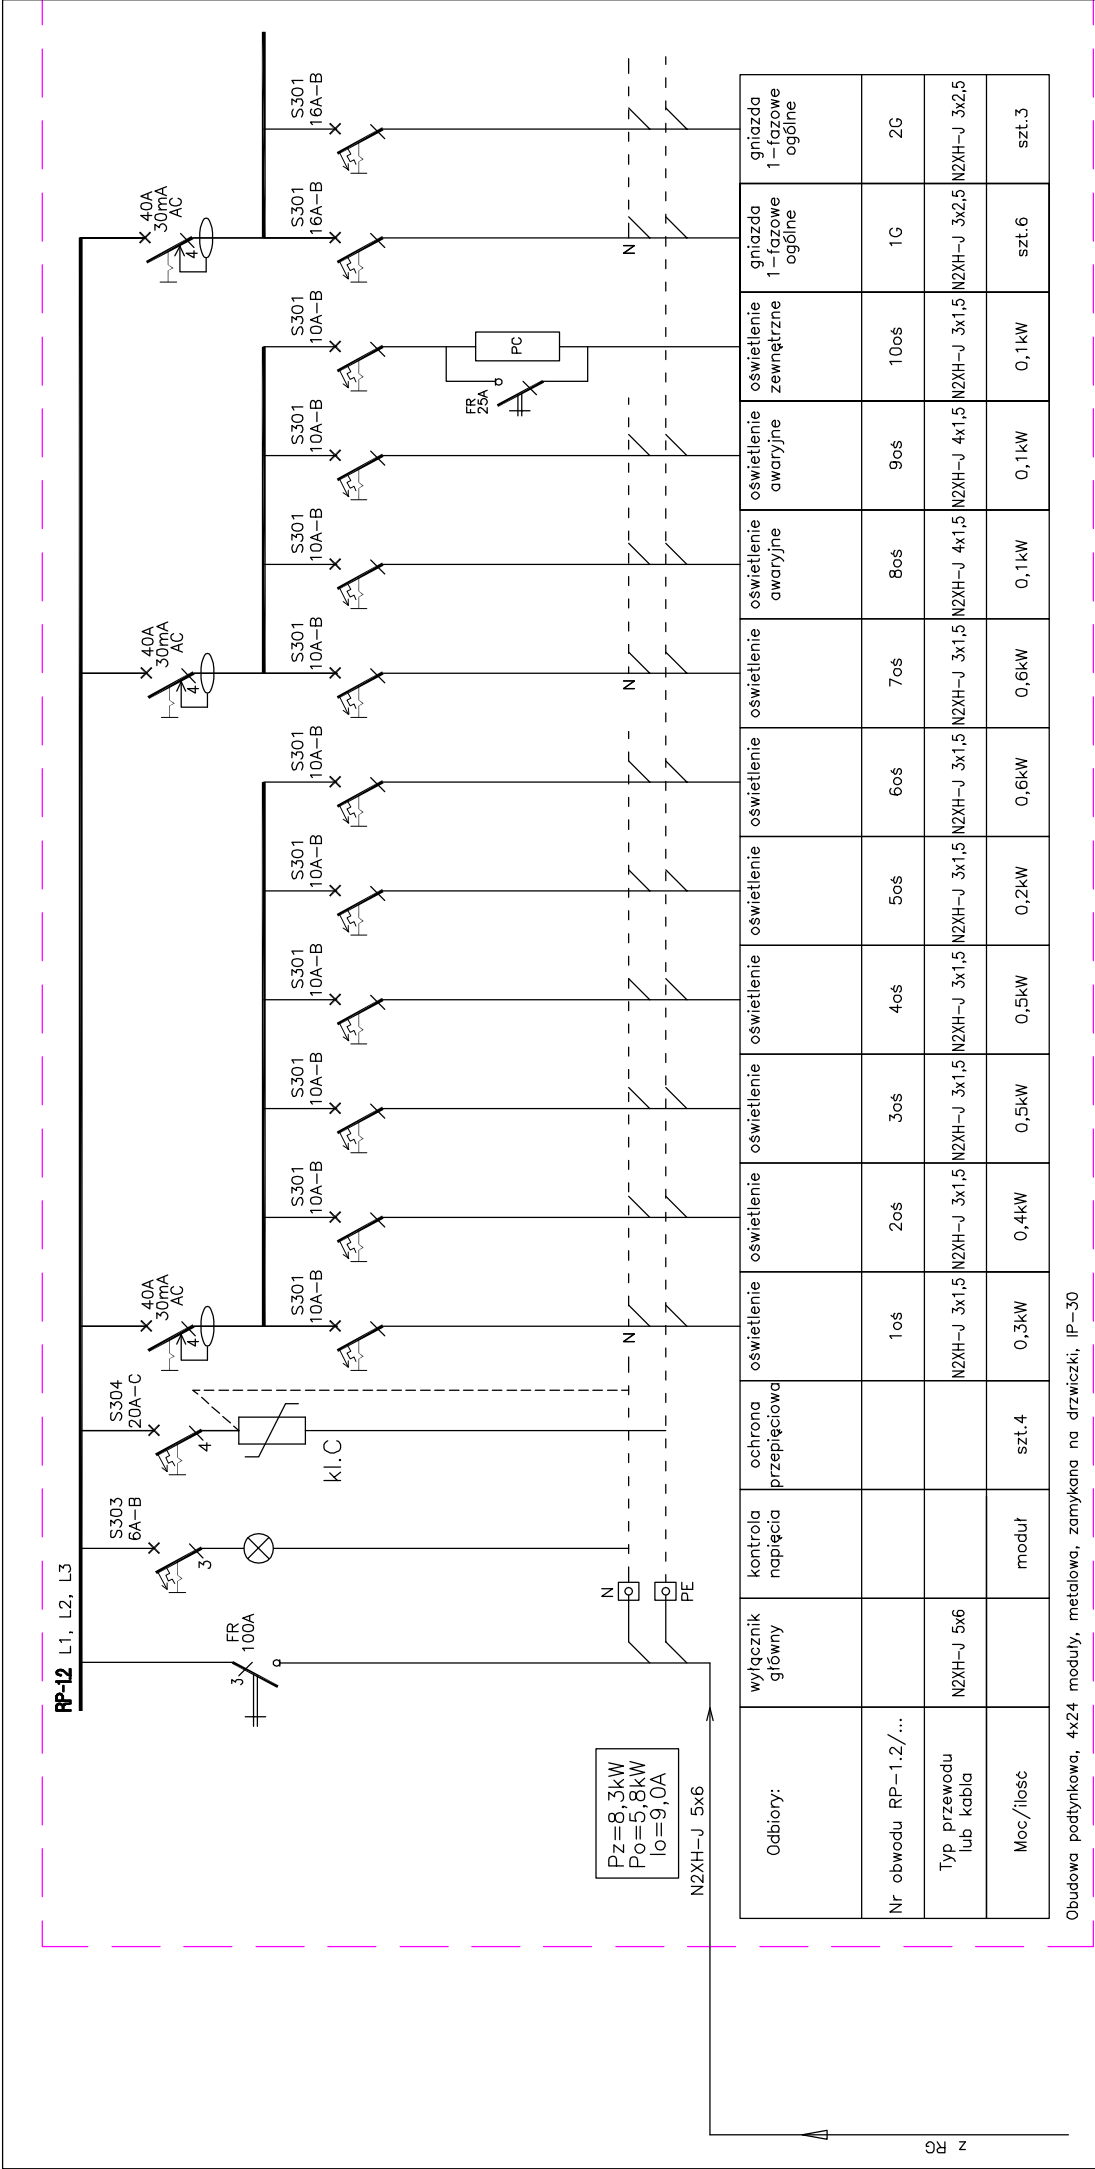 RP-1.2 L1, L2, L3
FR
100A
3
S303
6A-B
3
S304
20A-C
4
kl.C
40A
30mA
AC
4
S301
10A-B
S301
10A-B
S301
10A-B
S301
10A-B
S301
10A-B
S301
10A-B
40A
30mA
AC
4
S301
10A-B
S301
10A-B
S301
10A-B
S301
10A-B
FR
25A
PC
40A
30mA
AC
4
S301
16A-B
S301
16A-B
N
PE
N
N
N
Pz=8,3kW
Po=5,8kW
Io=9,0A
N2XH-J 5x6
z RG
Odbiory:
wyłącznik
główny
kontrola
napięcia
ochrona
przepięciowa
oświetlenie
oświetlenie
oświetlenie
oświetlenie
oświetlenie
oświetlenie
oświetlenie
oświetlenie
awaryjne
oświetlenie
awaryjne
oświetlenie
zewnętrzne
gniazda
1-fazowe
ogólne
gniazda
1-fazowe
ogólne
Nr obwodu RP-1.2/... 1oś 2oś 3oś 4oś 5oś 6oś 7oś 8oś 9oś 10oś 1G 2G
Typ przewodu
lub kabla
N2XH-J 5x6 N2XH-J 3x1,5 N2XH-J 3x1,5 N2XH-J 3x1,5 N2XH-J 3x1,5 N2XH-J 3x1,5 N2XH-J 3x1,5 N2XH-J 3x1,5 N2XH-J 4x1,5 N2XH-J 4x1,5 N2XH-J 3x1,5 N2XH-J 3x2,5 N2XH-J 3x2,5
Moc/ilość moduł szt.4 0,3kW 0,4kW 0,5kW 0,5kW 0,2kW 0,6kW 0,6kW 0,1kW 0,1kW 0,1kW szt.6 szt.3
Obudowa podtynkowa, 4x24 moduły, metalowa, zamykana na drzwiczki, IP-30